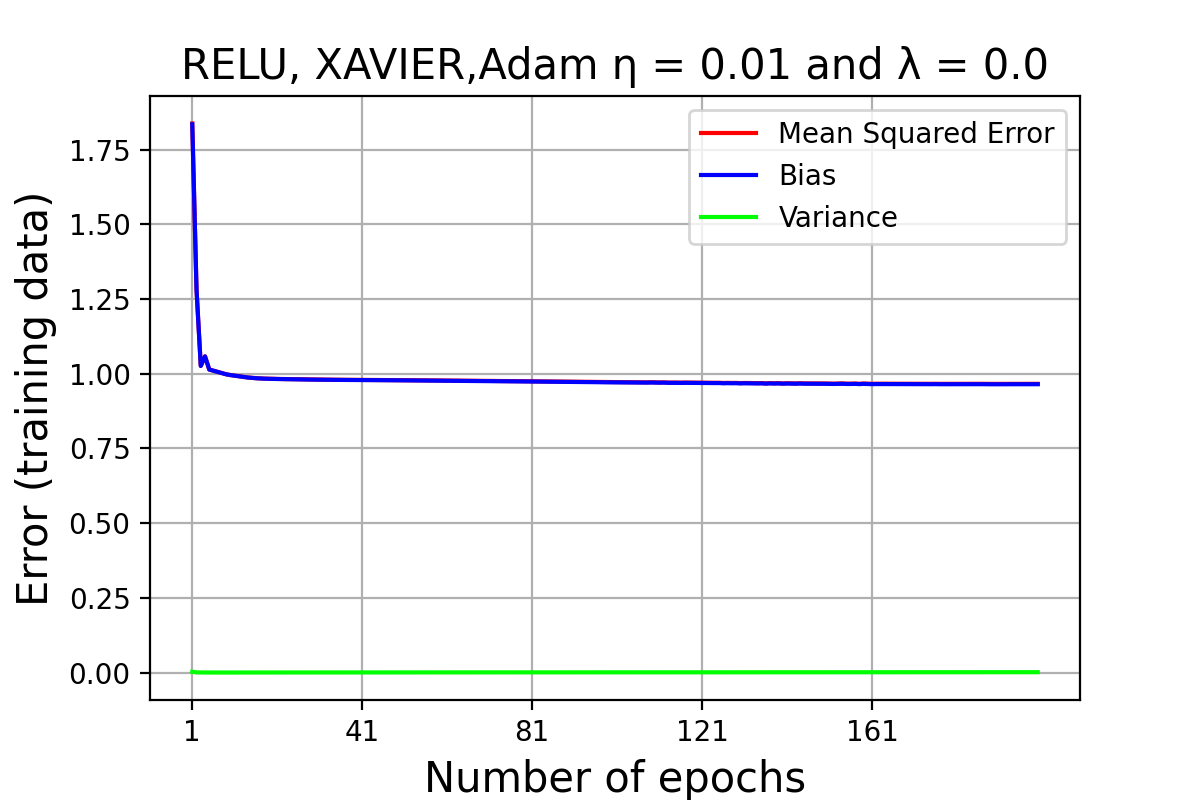 RELU, XAVIER,Adam η = 0.01 and λ = 0.0
Mean Squared Error
Bias
Variance
Error (training data)
1.75
1.50
1.25
1.00
0.75
0.50
0.25
0.00
1 41 81 121 161
Number of epochs